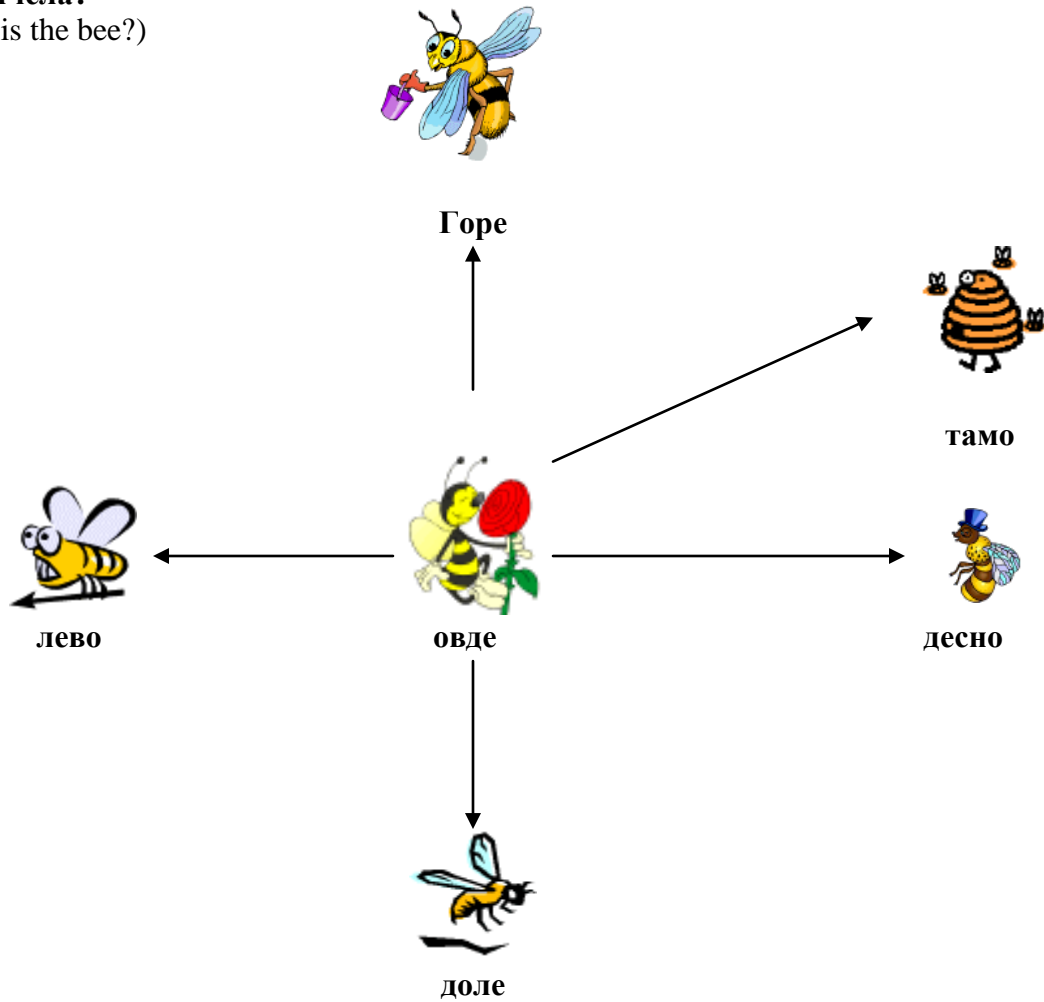 is the bee?)
Горе
тамо
лево
овде
десно
доле